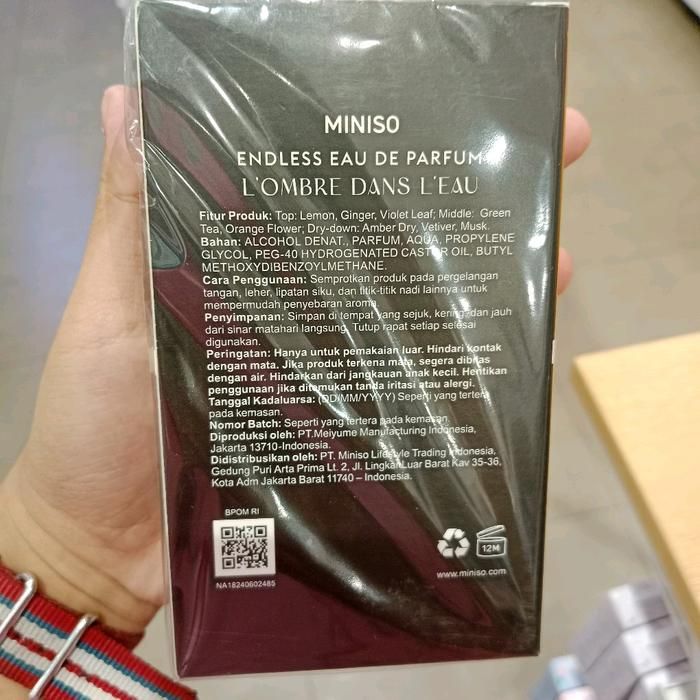 MINISO
ENDLESS EAU DE PARFUM
L'OMBRE DANS L'EAU
Fitur Produk: Top: Lemon, Ginger, Violet Leaf; Middle: Green
Tea, Orange Flower; Dry-down: Amber Dry, Vetiver, Musk.
Bahan: ALCOHOL DENAT., PARFUM, AQUA, PROPYLENE
GLYCOL, PEG-40 HYDROGENATED CASTOR OIL, BUTYL
METHOXYDIBENZOYLMETHANE.
Cara Penggunaan: Semprotkan produk pada pergelangan
tangan, leher, lipatan siku, dan titik-titik nadi lainnya untuk
mempermudah penyebaran aroma.
Penyimpanan: Simpan di tempat yang sejuk, kering, dan jauh
dari sinar matahari langsung. Tutup rapat setiap selesai
digunakan.
Peringatan: Hanya untuk pemakaian luar. Hindari kontak
dengan mata. Jika produk terkena mata, segera dibilas
dengan air. Hindarkan dari jangkauan anak kecil. Hentikan
penggunaan jika ditemukan tanda iritasi atau alergi.
Tanggal Kadaluarsa: (DD/MM/YYYY) Seperti yang tertera
pada kemasan.
Nomor Batch: Seperti yang tertera pada kemasan
Diproduksi oleh: PT.Meiyume Manufacturing Indonesia,
Jakarta 13710-Indonesia.
Didistribusikan oleh: PT. Miniso Lifestyle Trading Indonesia,
Gedung Puri Arta Prima Lt. 2, Jl. Lingkar Luar Barat Kav 35-36,
Kota Adm Jakarta Barat 11740 – Indonesia.
BPOM RI
NA18240602485
12M
www.miniso.com